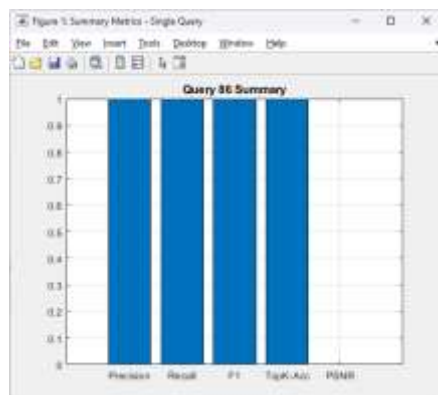 Figure 1: Summary Metrics - Single Query
File Edit View Insert Tools Desktop Window Help
Query 86 Summary
1
0.9
0.8
0.7
0.6
0.5
0.4
0.3
0.2
0.1
0
Precision Recall F1 TopK-Acc PSNR